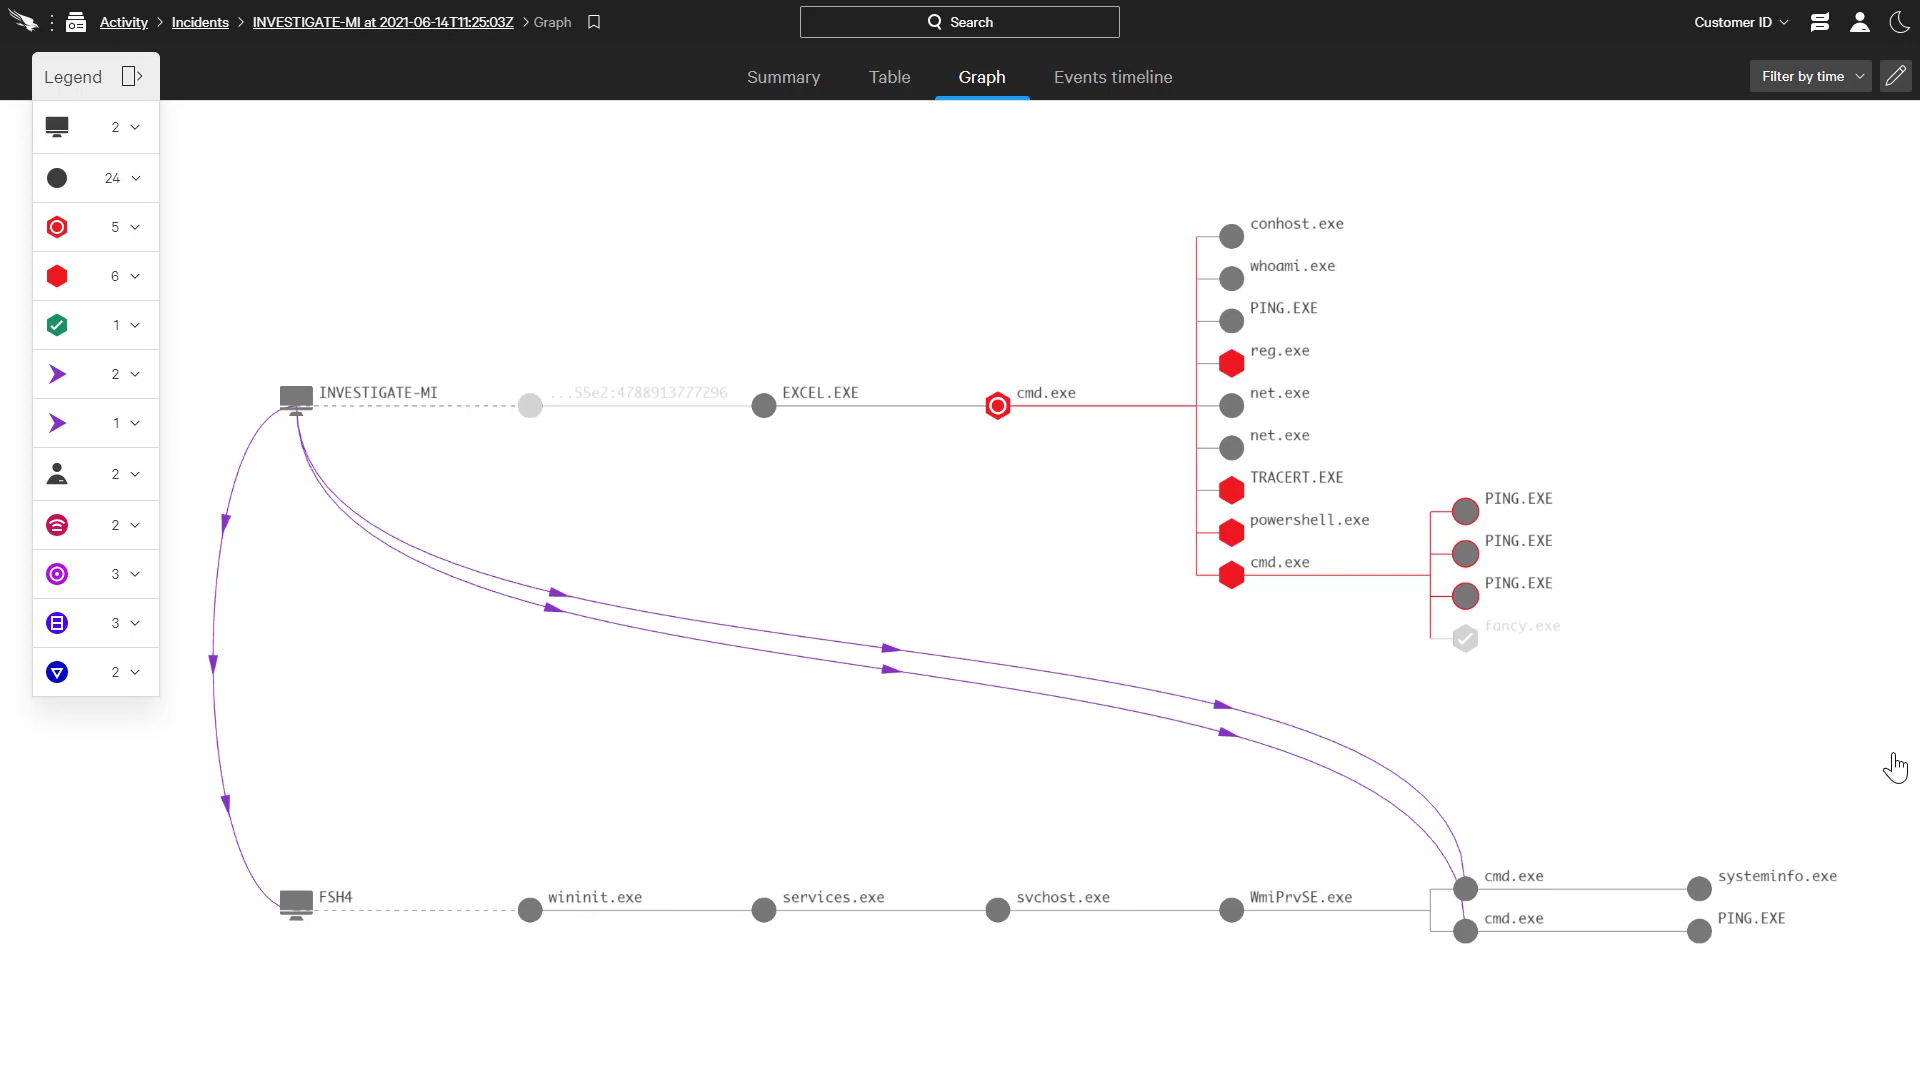 Activity > Incidents > INVESTIGATE-MI at 2021-06-14T11:25:03Z > Graph
Search
Customer ID
Legend
Summary
Table
Graph
Events timeline
Filter by time
2
24
5
6
1
2
1
2
2
3
3
2
conhost.exe
whoami.exe
PING.EXE
reg.exe
INVESTIGATE-MI
...55e2:4788913777296
EXCEL.EXE
cmd.exe
net.exe
net.exe
TRACERT.EXE
powershell.exe
cmd.exe
PING.EXE
PING.EXE
PING.EXE
fancy.exe
FSH4
wininit.exe
services.exe
svchost.exe
WmiPrvSE.exe
cmd.exe
systeminfo.exe
cmd.exe
PING.EXE